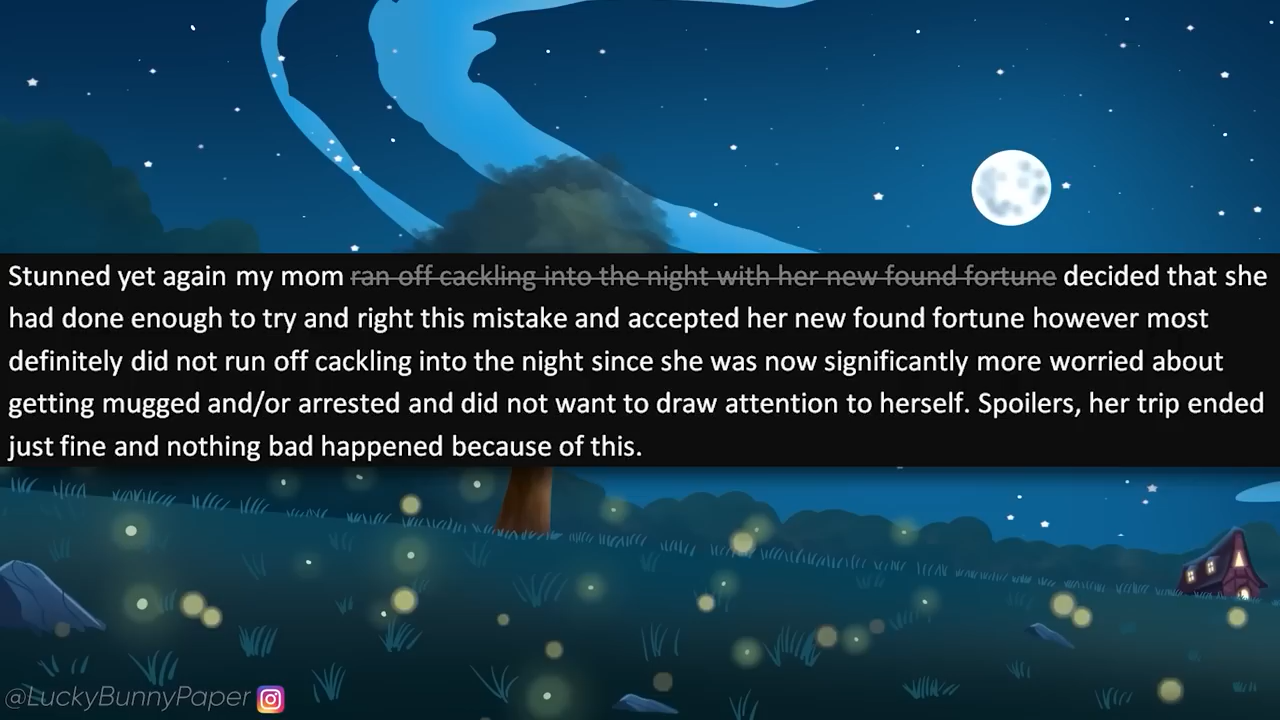 Stunned yet again my mom ran off cackling into the night with her new found fortune decided that she
had done enough to try and right this mistake and accepted her new found fortune however most
definitely did not run off cackling into the night since she was now significantly more worried about
getting mugged and/or arrested and did not want to draw attention to herself. Spoilers, her trip ended
just fine and nothing bad happened because of this.
@LuckyBunnyPaper